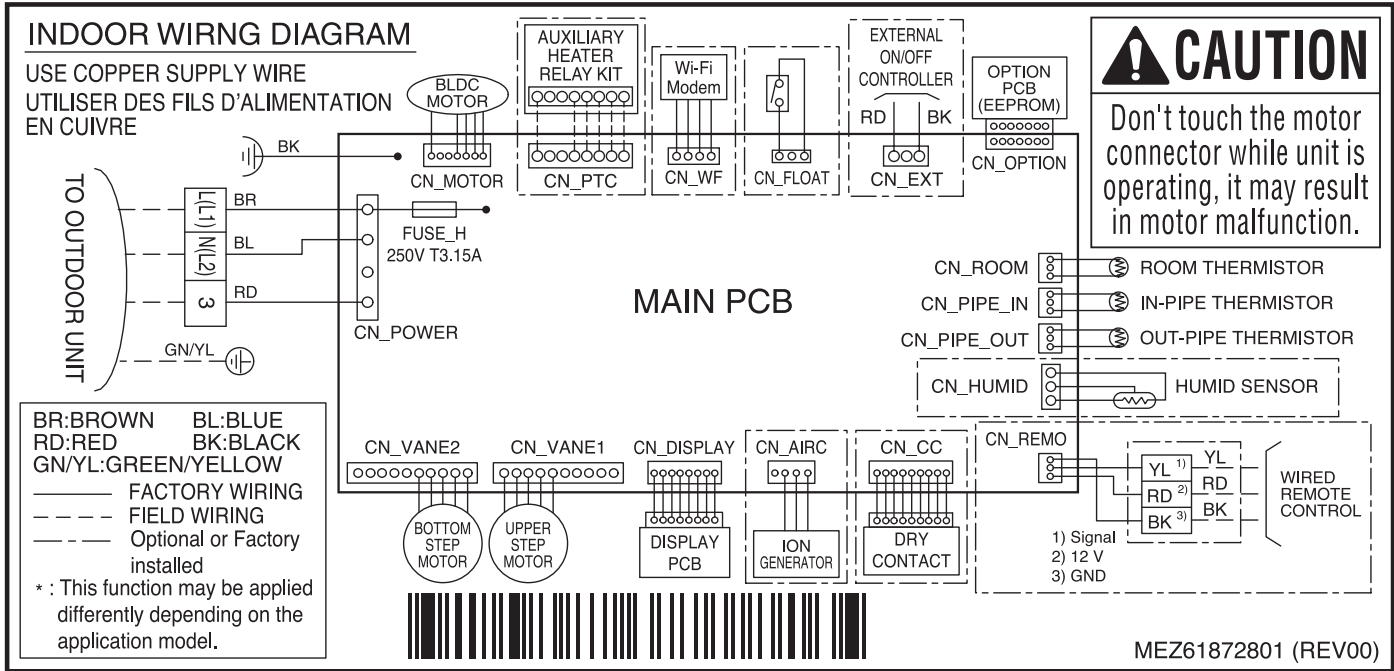 INDOOR WIRNG DIAGRAM
USE COPPER SUPPLY WIRE
UTILISER DES FILS D'ALIMENTATION
EN CUIVRE
BLDC
MOTOR
CN_MOTOR
AUXILIARY
HEATER
RELAY KIT
CN_PTC
Wi-Fi
Modem
CN_WF
CN_FLOAT
EXTERNAL
ON/OFF
CONTROLLER
RD BK
CN_EXT
OPTION
PCB
(EEPROM)
CN_OPTION
CAUTION
Don't touch the motor
connector while unit is
operating, it may result
in motor malfunction.
TO OUTDOOR UNIT
BK
L(L1)
BR
N(L2)
BL
3
RD
GN/YL
FUSE_H
250V T3.15A
CN_POWER
MAIN PCB
CN_ROOM ROOM THERMISTOR
CN_PIPE_IN IN-PIPE THERMISTOR
CN_PIPE_OUT OUT-PIPE THERMISTOR
CN_HUMID HUMID SENSOR
CN_REMO
YL 1) YL
RD 2) RD
BK 3) BK
WIRED
REMOTE
CONTROL
1) Signal
2) 12 V
3) GND
BR:BROWN BL:BLUE
RD:RED BK:BLACK
GN/YL:GREEN/YELLOW
FACTORY WIRING
FIELD WIRING
Optional or Factory
installed
* : This function may be applied
differently depending on the
application model.
CN_VANE2
BOTTOM
STEP
MOTOR
CN_VANE1
UPPER
STEP
MOTOR
CN_DISPLAY
DISPLAY
PCB
CN_AIRC
ION
GENERATOR
CN_CC
DRY
CONTACT
MEZ61872801 (REV00)